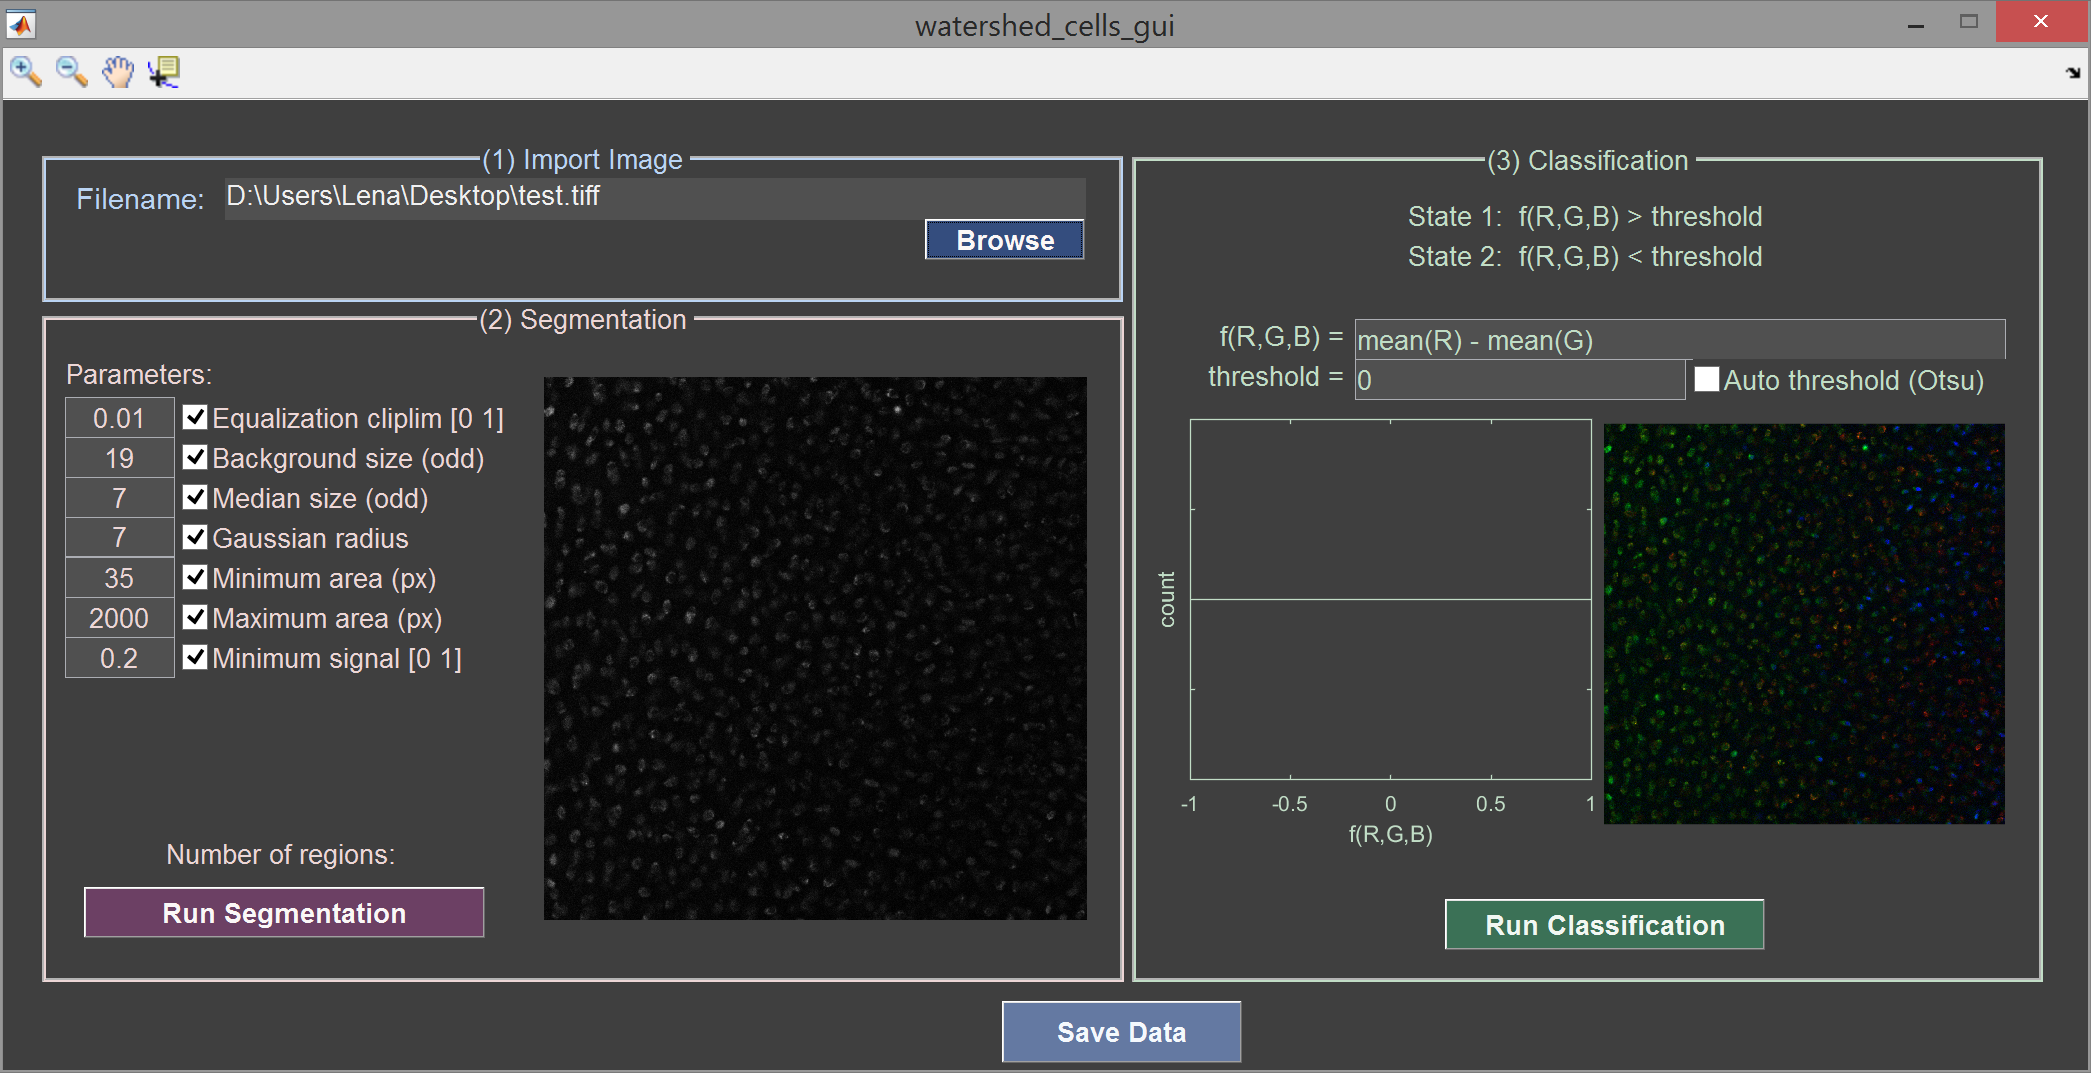 watershed_cells_gui
(1) Import Image
Filename: D:\Users\Lena\Desktop\test.tiff
Browse
(2) Segmentation
Parameters:
0.01 Equalization cliplim [0 1]
19 Background size (odd)
7 Median size (odd)
7 Gaussian radius
35 Minimum area (px)
2000 Maximum area (px)
0.2 Minimum signal [0 1]
Number of regions:
Run Segmentation
(3) Classification
State 1: f(R,G,B) > threshold
State 2: f(R,G,B) < threshold
f(R,G,B) = mean(R) - mean(G)
threshold = 0 Auto threshold (Otsu)
count
-1 -0.5 0 0.5 1
f(R,G,B)
Run Classification
Save Data